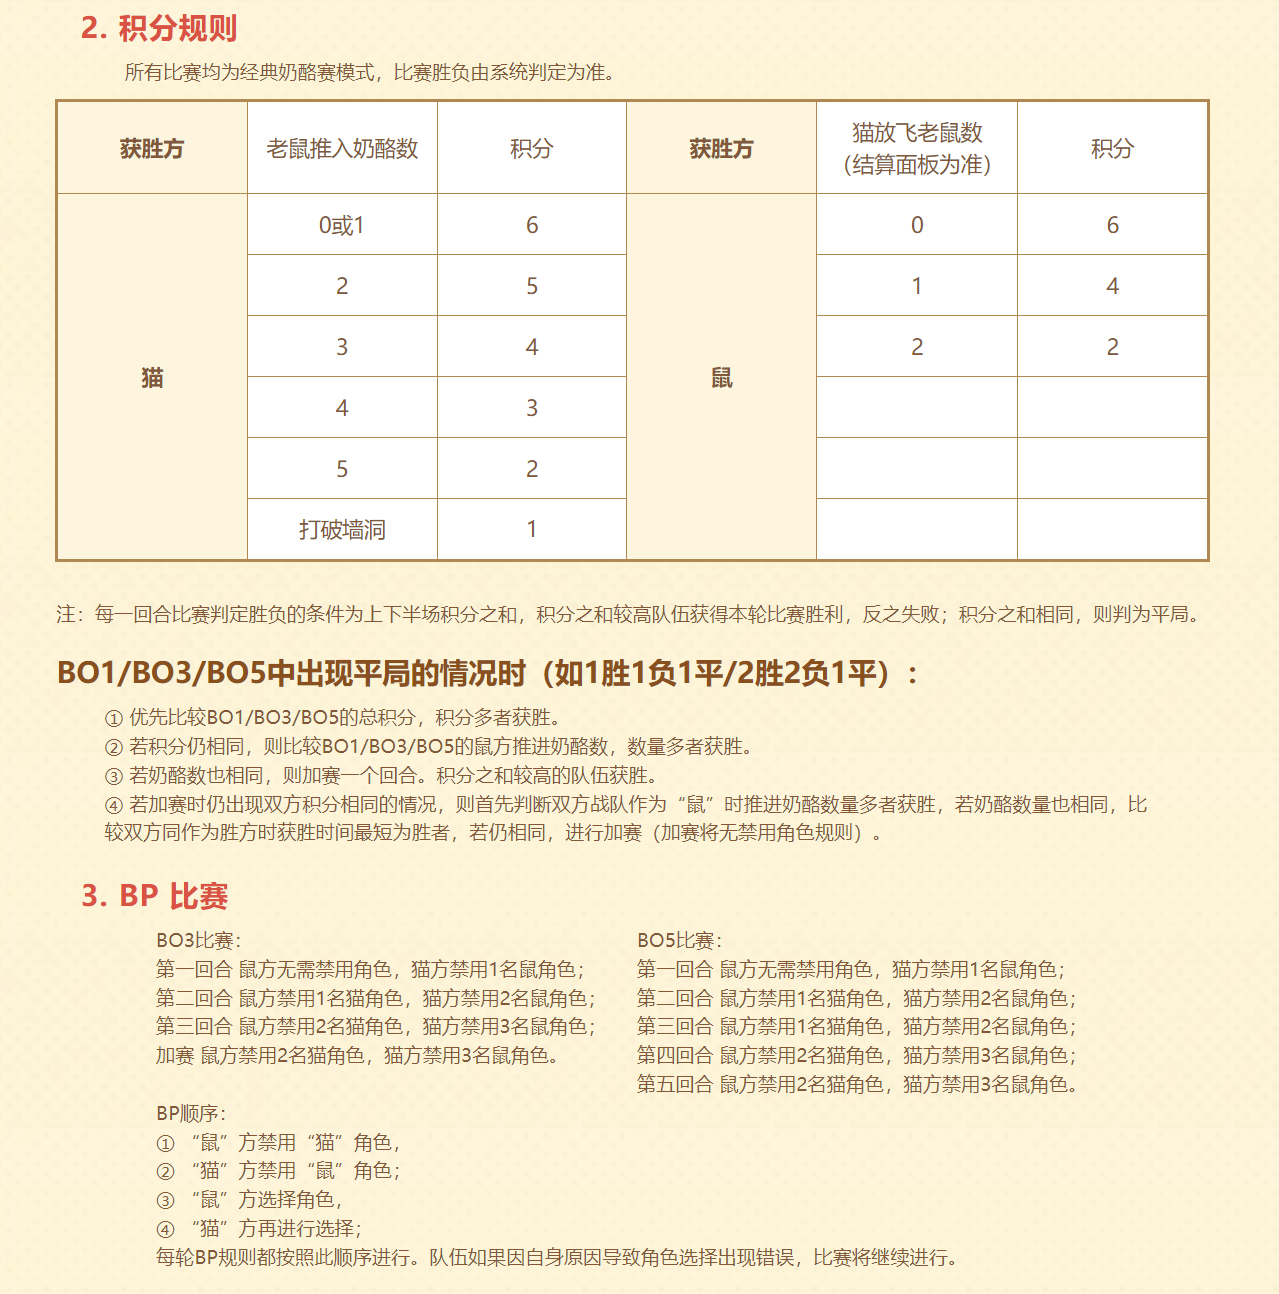 2. 积分规则
所有比赛均为经典奶酪赛模式，比赛胜负由系统判定为准。
获胜方 老鼠推入奶酪数 积分 获胜方 猫放飞老鼠数（结算面板为准） 积分
猫 0或1 6 鼠 0 6
2 5 1 4
3 4 2 2
4 3
5 2
打破墙洞 1
注：每一回合比赛判定胜负的条件为上下半场积分之和，积分之和较高队伍获得本轮比赛胜利，反之失败；积分之和相同，则判为平局。
BO1/BO3/BO5中出现平局的情况时（如1胜1负1平/2胜2负1平）：
① 优先比较BO1/BO3/BO5的总积分，积分多者获胜。
② 若积分仍相同，则比较BO1/BO3/BO5的鼠方推进奶酪数，数量多者获胜。
③ 若奶酪数也相同，则加赛一个回合。积分之和较高的队伍获胜。
④ 若加赛时仍出现双方积分相同的情况，则首先判断双方战队作为“鼠”时推进奶酪数量多者获胜，若奶酪数量也相同，比
较双方同作为胜方时获胜时间最短为胜者，若仍相同，进行加赛（加赛将无禁用角色规则）。
3. BP 比赛
BO3比赛：
第一回合 鼠方无需禁用角色，猫方禁用1名鼠角色；
第二回合 鼠方禁用1名猫角色，猫方禁用2名鼠角色；
第三回合 鼠方禁用2名猫角色，猫方禁用3名鼠角色；
加赛 鼠方禁用2名猫角色，猫方禁用3名鼠角色。
BO5比赛：
第一回合 鼠方无需禁用角色，猫方禁用1名鼠角色；
第二回合 鼠方禁用1名猫角色，猫方禁用2名鼠角色；
第三回合 鼠方禁用1名猫角色，猫方禁用2名鼠角色；
第四回合 鼠方禁用2名猫角色，猫方禁用3名鼠角色；
第五回合 鼠方禁用2名猫角色，猫方禁用3名鼠角色。
BP顺序：
① “鼠”方禁用“猫”角色，
② “猫”方禁用“鼠”角色；
③ “鼠”方选择角色，
④ “猫”方再进行选择；
每轮BP规则都按照此顺序进行。队伍如果因自身原因导致角色选择出现错误，比赛将继续进行。